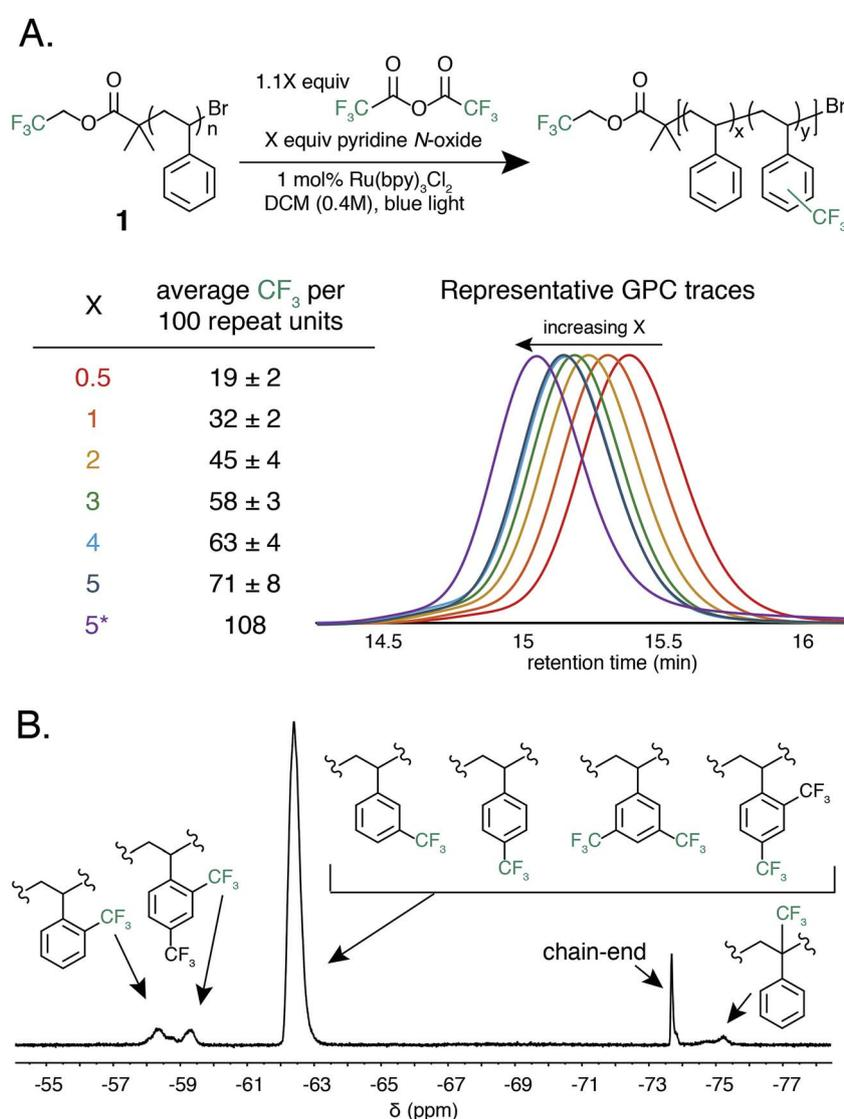 A.
1.1X equiv
O O
F₃C O CF₃
X equiv pyridine N-oxide
1 mol% Ru(bpy)₃Cl₂
DCM (0.4M), blue light
F₃C O O Br n
1
F₃C O O x y Br
CF₃
X average CF₃ per
100 repeat units
0.5 19 ± 2
1 32 ± 2
2 45 ± 4
3 58 ± 3
4 63 ± 4
5 71 ± 8
5* 108
Representative GPC traces
increasing X
14.5 15 15.5 16
retention time (min)
B.
CF₃
CF₃
CF₃
CF₃
CF₃
F₃C CF₃
CF₃
CF₃
chain-end
CF₃
-55 -57 -59 -61 -63 -65 -67 -69 -71 -73 -75 -77
δ (ppm)